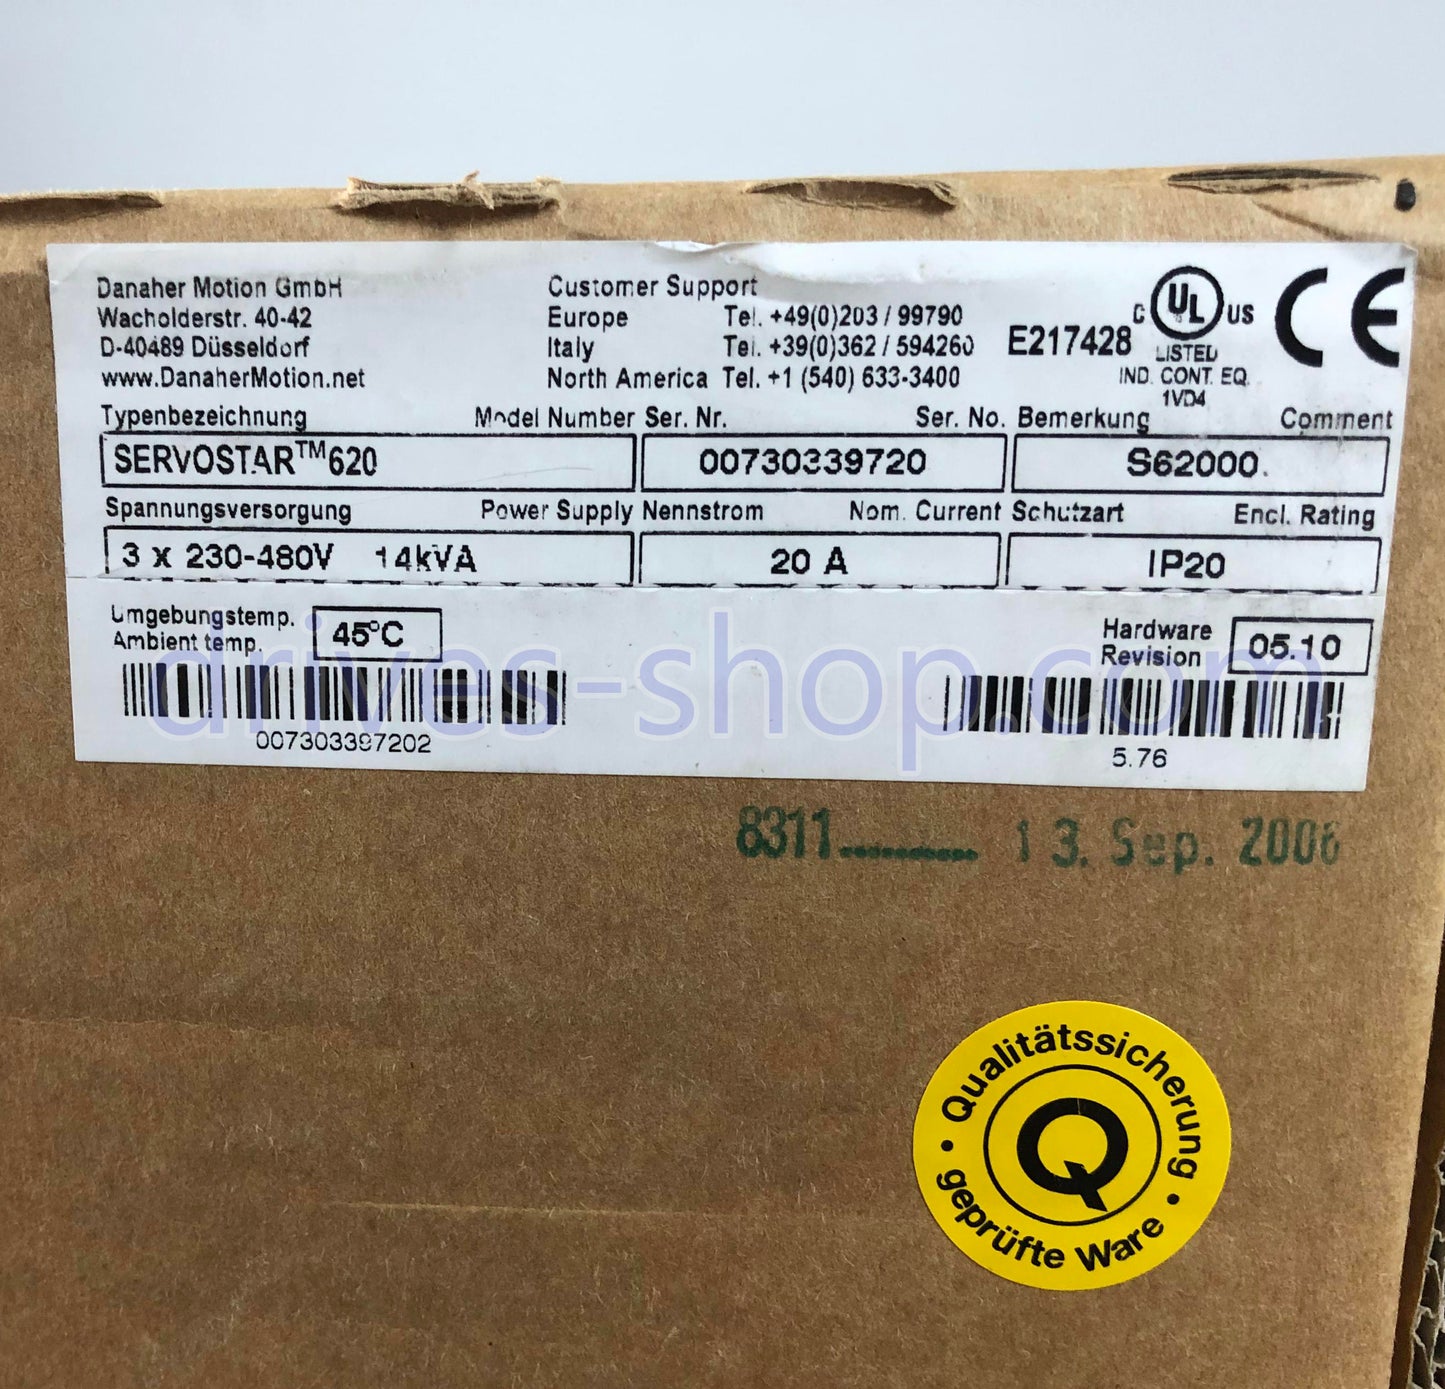 Danaher Motion GmbH
Wacholderstr. 40-42
D-40489 Düsseldorf
www.DanaherMotion.net
Customer Support
Europe Tel. +49(0)203 / 99790
Italy Tel. +39(0)362 / 594260
North America Tel. +1 (540) 633-3400
E217428
C UL US
LISTED
IND. CONT. EQ.
1VD4
CE
Typenbezeichnung Model Number Ser. Nr. Ser. No. Bemerkung Comment
SERVOSTAR™620 00730339720 S62000.
Spannungsversorgung Power Supply Nennstrom Nom. Current Schutzart Encl. Rating
3 x 230-480V 14kVA 20 A IP20
Umgebungstemp.
Ambient temp.
45°C
Hardware
Revision
05.10
drives-shop.com
007303397202
5.76
8311 13. Sep. 2006
Qualitätssicherung
Q
• geprüfte Ware •